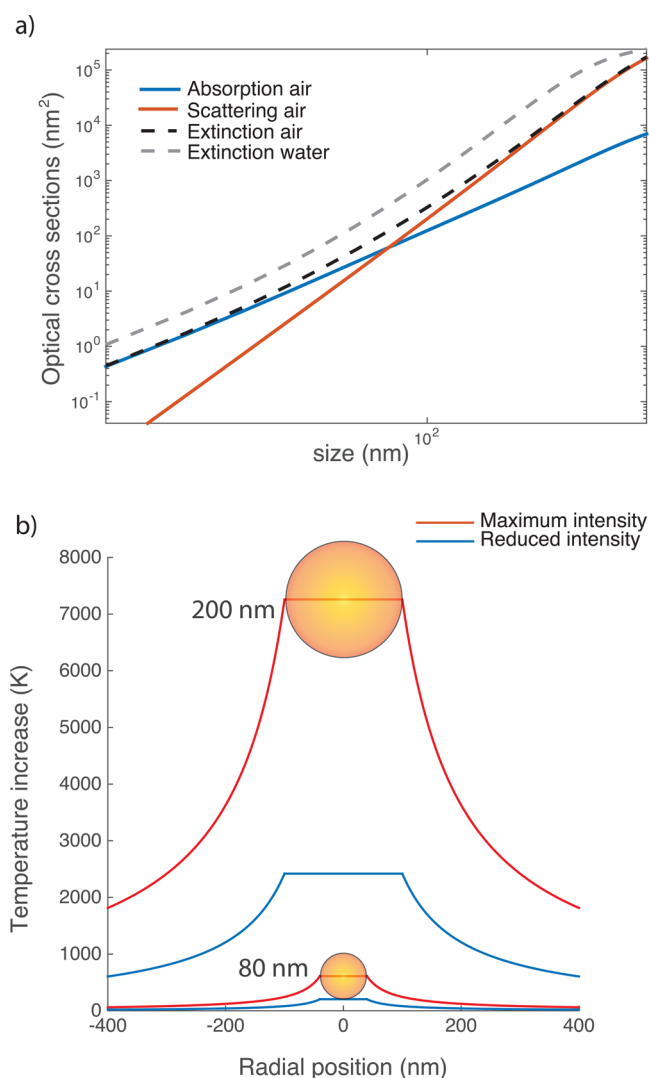 a)
Optical cross sections (nm²)
10⁵
10⁴
10³
10²
10¹
10⁰
10⁻¹
Absorption air
Scattering air
Extinction air
Extinction water
10²
size (nm)
b)
Maximum intensity
Reduced intensity
Temperature increase (K)
8000
7000
6000
5000
4000
3000
2000
1000
0
200 nm
80 nm
-400
-200
0
200
400
Radial position (nm)